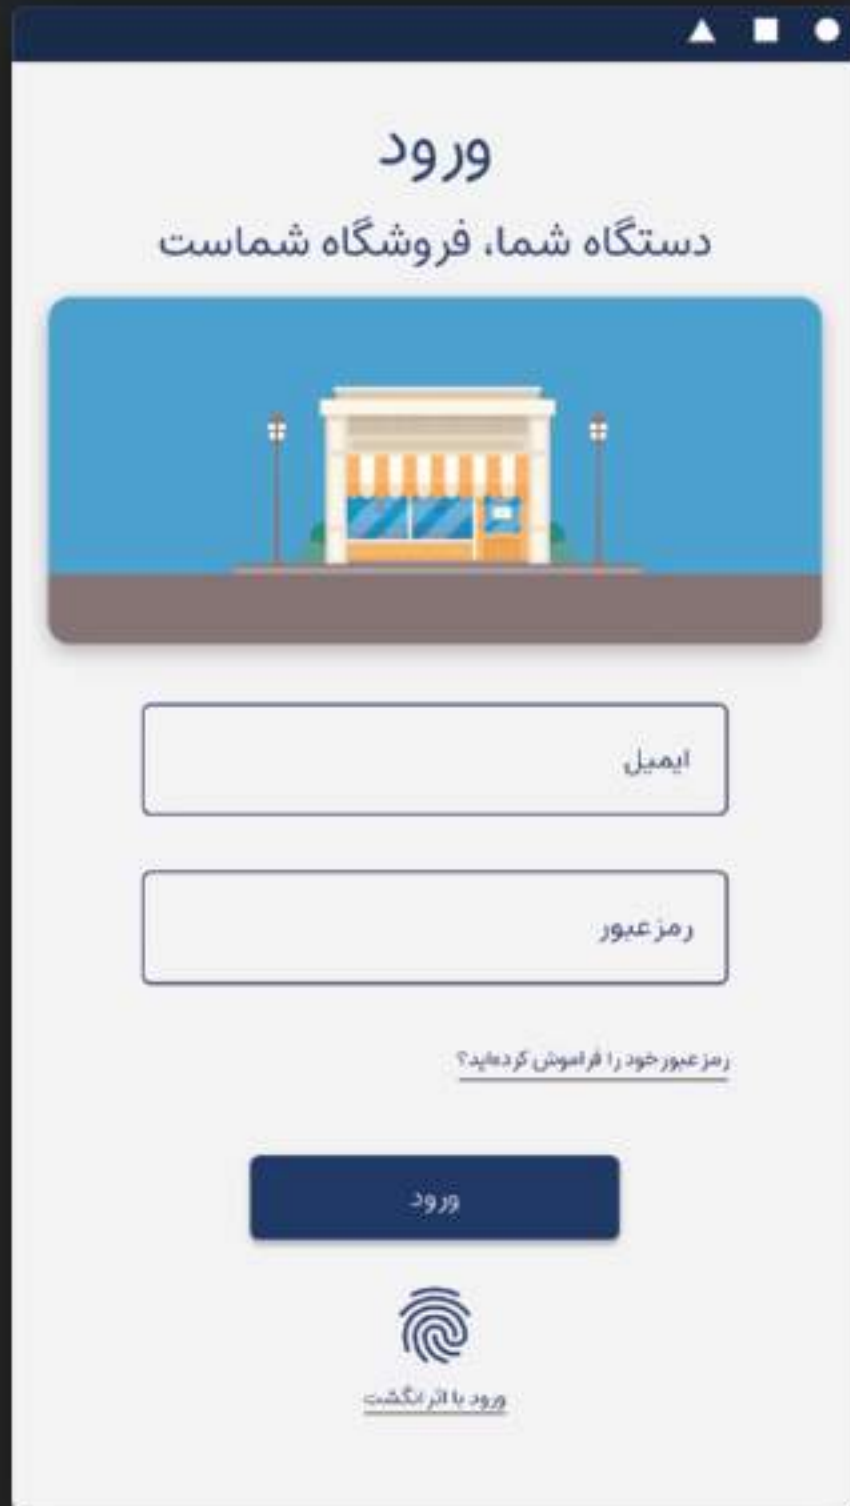 ورود
دستگاه شما، فروشگاه شماست
ایمیل
رمز عبور
رمز عبور خود را فراموش کرده‌اید؟
ورود
ورود با اثر انگشت